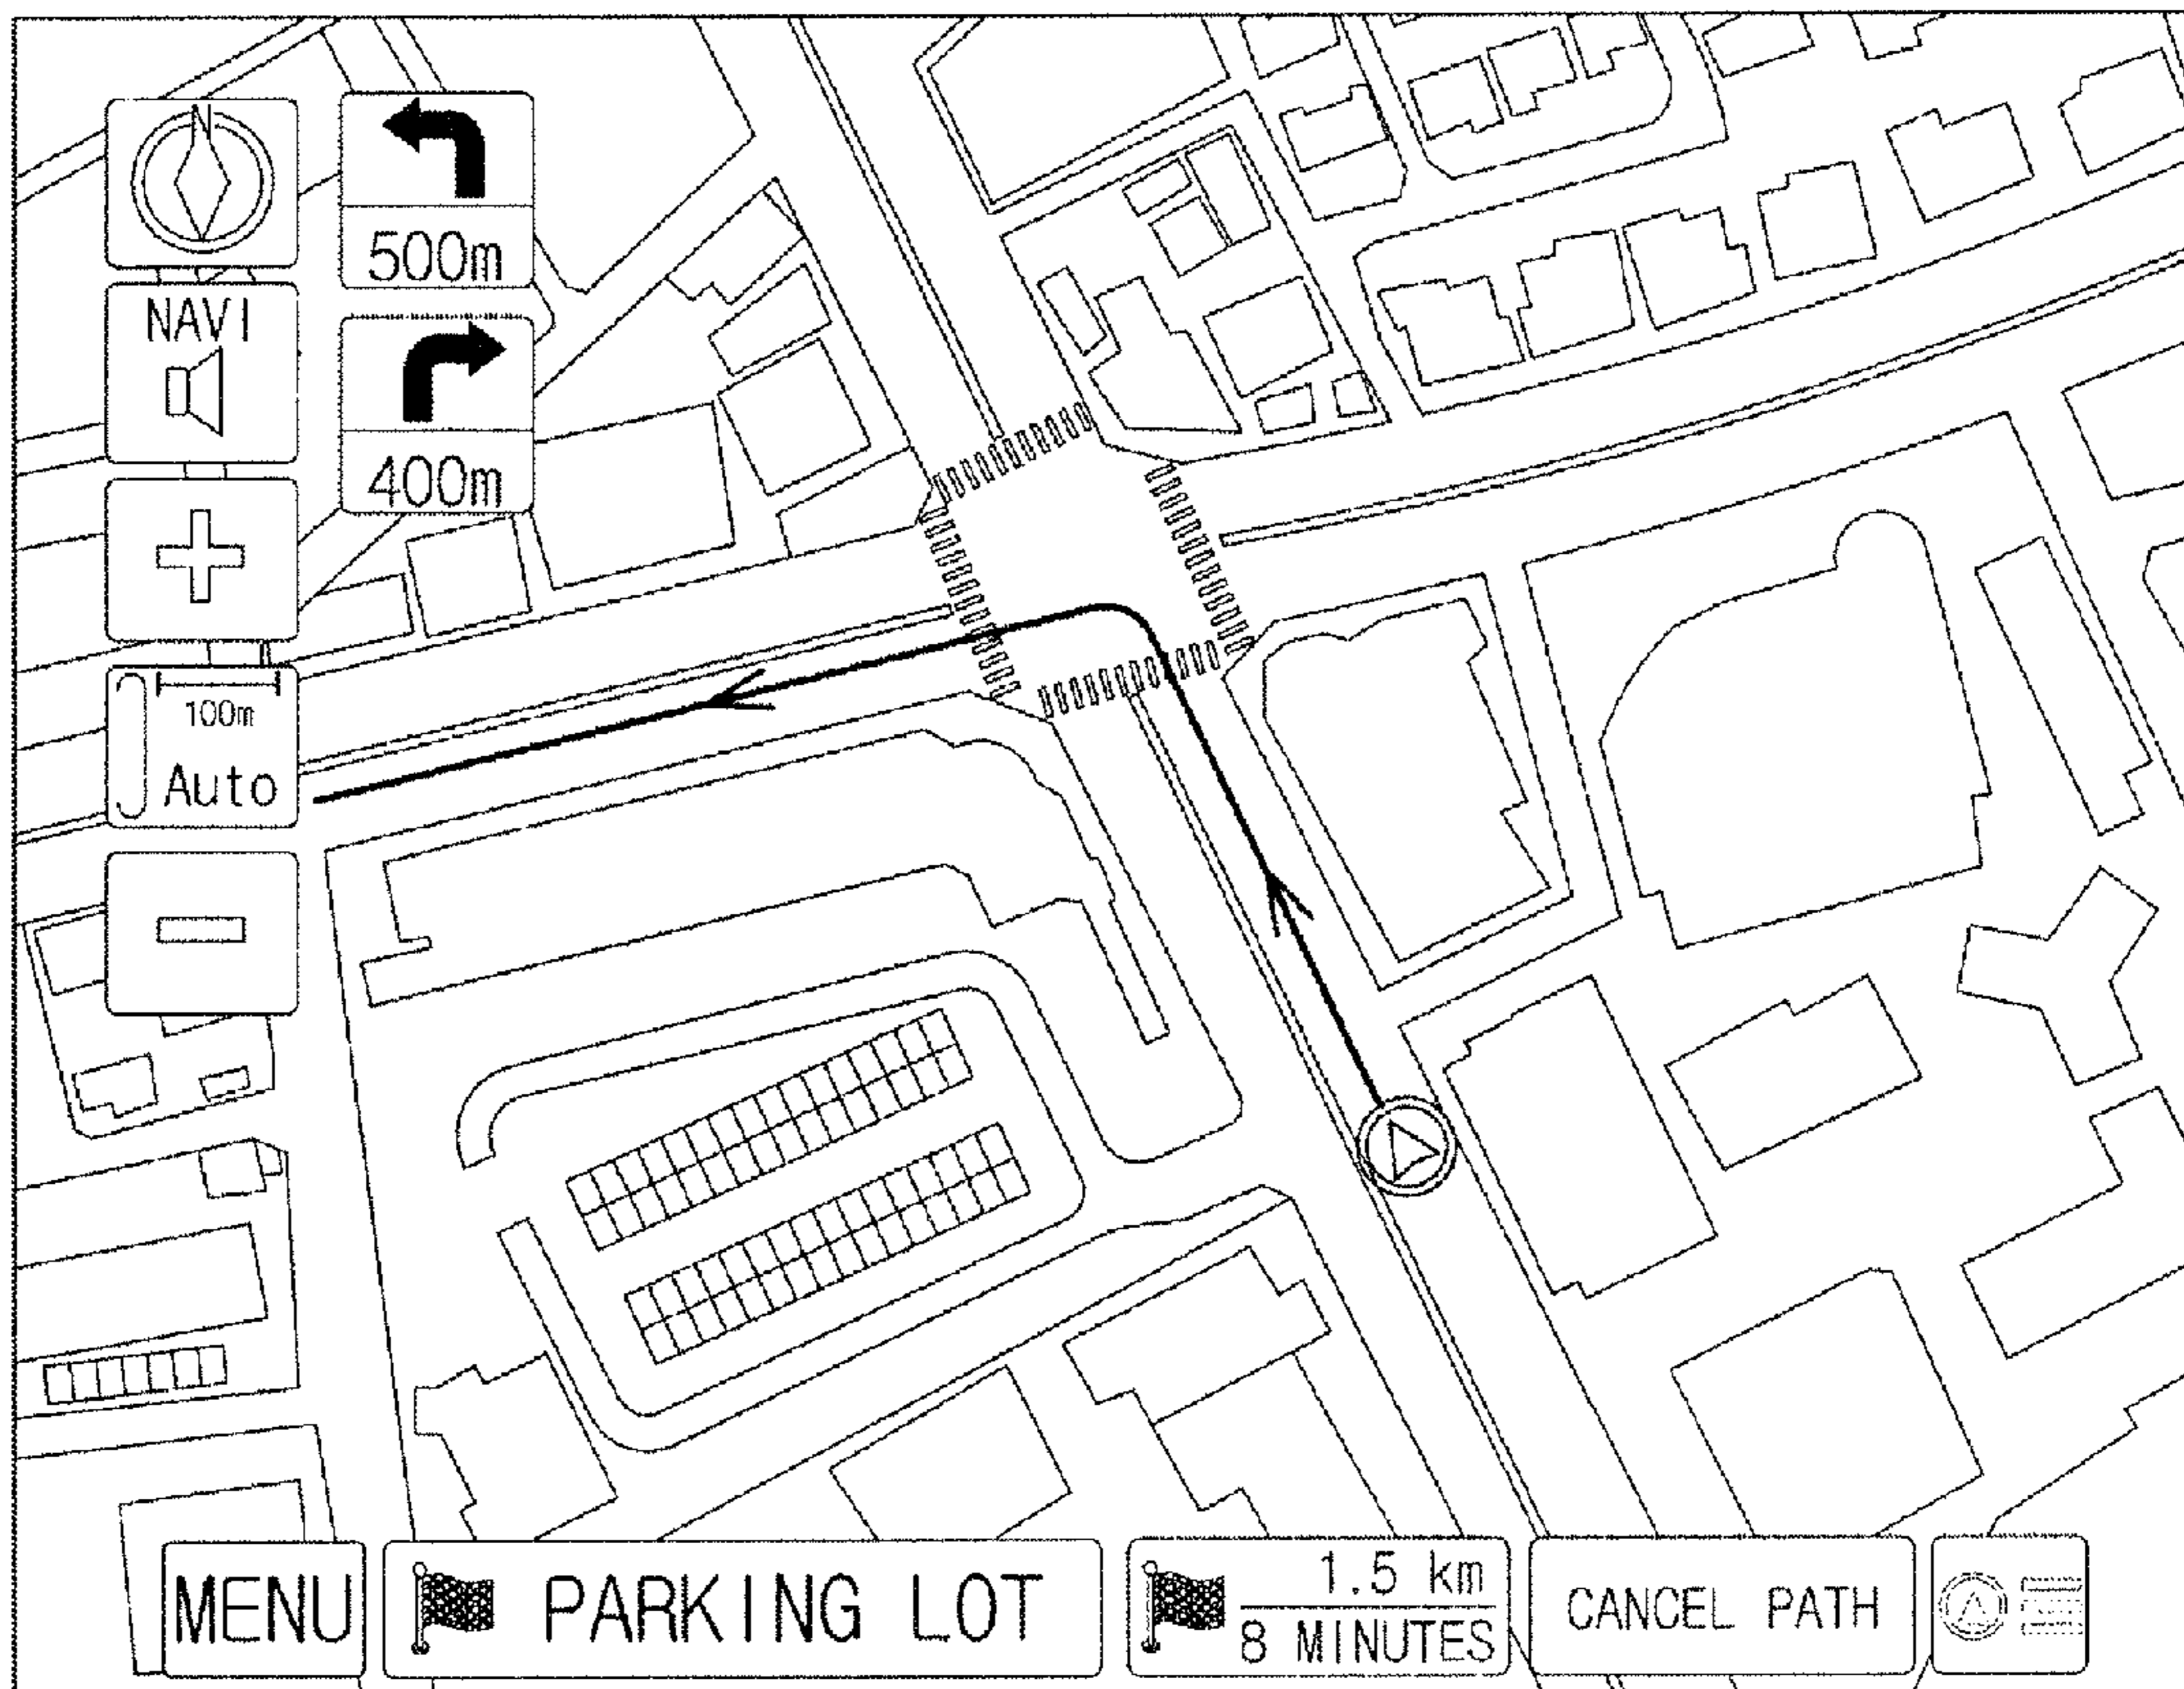 N
500m
NAVI
400m
100m
Auto
MENU
PARKING LOT
1.5 km
8 MINUTES
CANCEL PATH